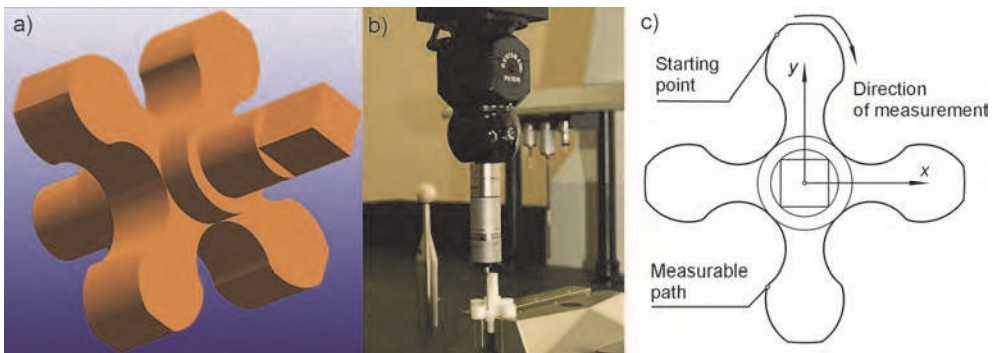 a)
b)
c)
Starting
point
y
Direction
of measurement
x
Measurable
path